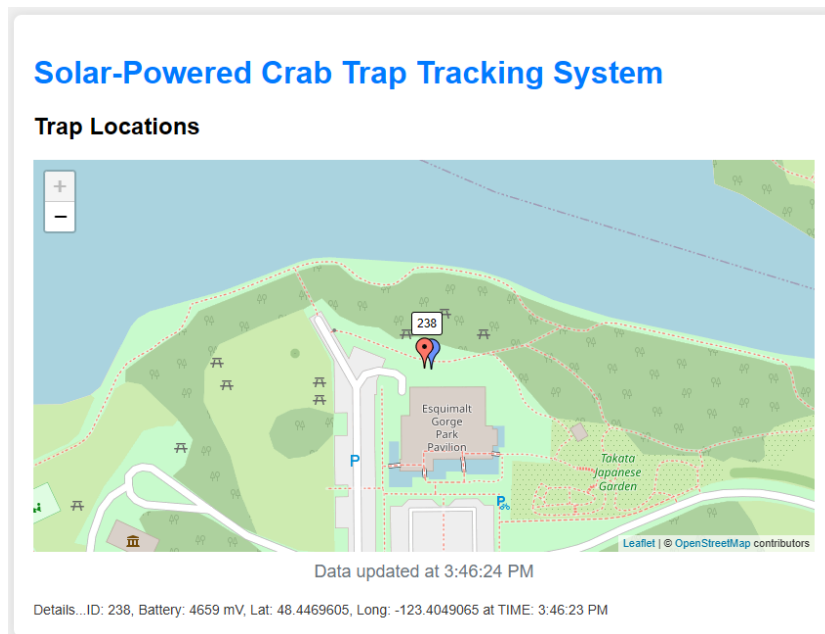 Solar-Powered Crab Trap Tracking System
Trap Locations
+
−
238
Esquimalt
Gorge
Park
Pavilion
P
Takata
Japanese
Garden
P
Leaflet | © OpenStreetMap contributors
Data updated at 3:46:24 PM
Details...ID: 238, Battery: 4659 mV, Lat: 48.4469605, Long: -123.4049065 at TIME: 3:46:23 PM